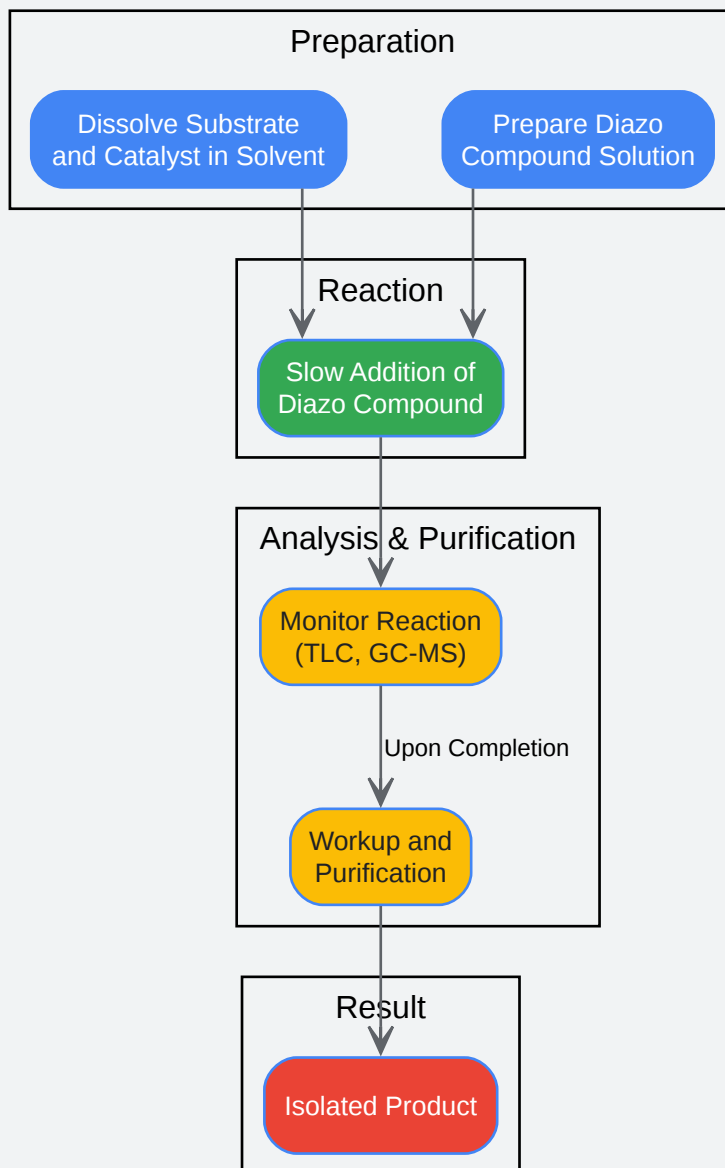 Preparation
Dissolve Substrate
and Catalyst in Solvent
Prepare Diazo
Compound Solution
Reaction
Slow Addition of
Diazo Compound
Analysis & Purification
Monitor Reaction
(TLC, GC-MS)
Upon Completion
Workup and
Purification
Result
Isolated Product